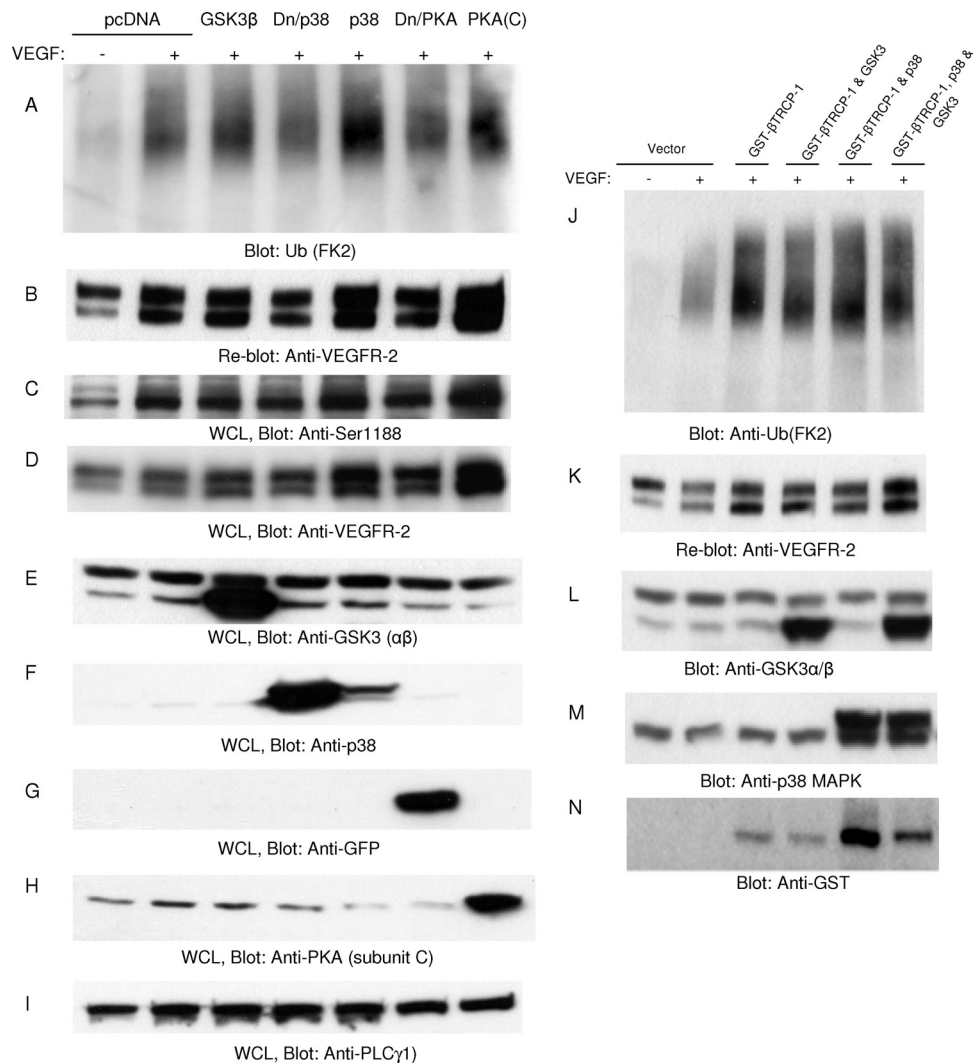 pcDNA GSK3β Dn/p38 p38 Dn/PKA PKA(C)
VEGF: - + + + + + +
A
Blot: Ub (FK2)
B
Re-blot: Anti-VEGFR-2
C
WCL, Blot: Anti-Ser1188
D
WCL, Blot: Anti-VEGFR-2
E
WCL, Blot: Anti-GSK3 (αβ)
F
WCL, Blot: Anti-p38
G
WCL, Blot: Anti-GFP
H
WCL, Blot: Anti-PKA (subunit C)
I
WCL, Blot: Anti-PLCγ1)
Vector
GST-βTRCP-1
GST-βTRCP-1 & GSK3
GST-βTRCP-1 & p38
GST-βTRCP-1, p38 &
GSK3
VEGF: - + + + + +
J
Blot: Anti-Ub(FK2)
K
Re-blot: Anti-VEGFR-2
L
Blot: Anti-GSK3α/β
M
Blot: Anti-p38 MAPK
N
Blot: Anti-GST